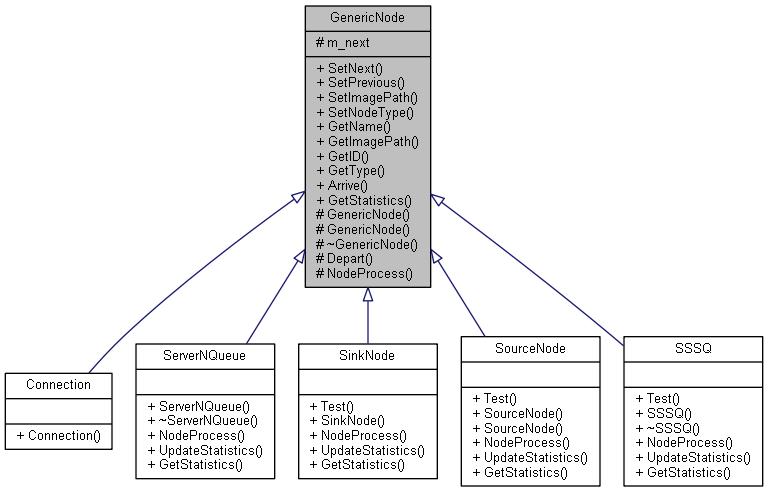 GenericNode
# m_next
+ SetNext()
+ SetPrevious()
+ SetImagePath()
+ SetNodeType()
+ GetName()
+ GetImagePath()
+ GetID()
+ GetType()
+ Arrive()
+ GetStatistics()
# GenericNode()
# GenericNode()
# ~GenericNode()
# Depart()
# NodeProcess()
Connection
+ Connection()
ServerNQueue
+ ServerNQueue()
+ ~ServerNQueue()
+ NodeProcess()
+ UpdateStatistics()
+ GetStatistics()
SinkNode
+ Test()
+ SinkNode()
+ NodeProcess()
+ UpdateStatistics()
+ GetStatistics()
SourceNode
+ Test()
+ SourceNode()
+ SourceNode()
+ NodeProcess()
+ UpdateStatistics()
+ GetStatistics()
SSSQ
+ Test()
+ SSSQ()
+ ~SSSQ()
+ NodeProcess()
+ UpdateStatistics()
+ GetStatistics()